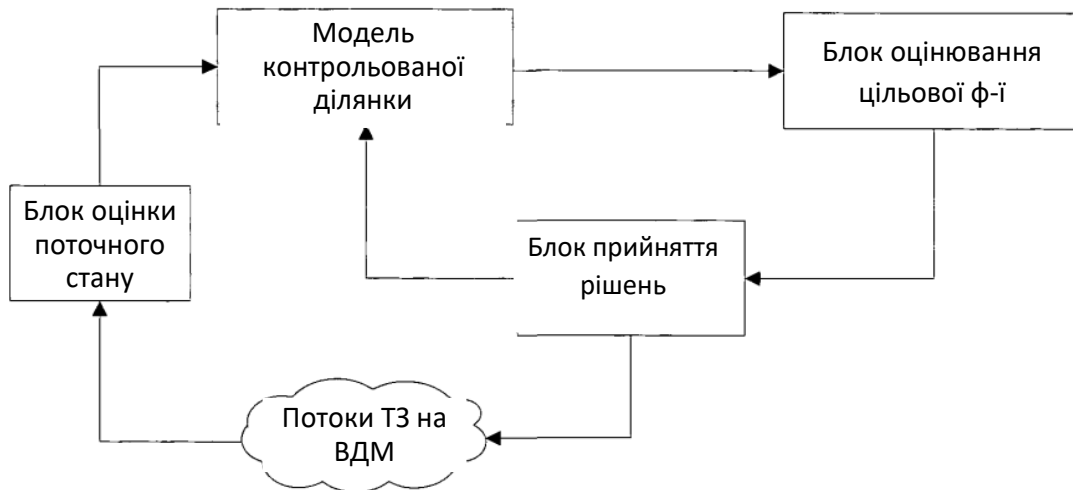 Модель
контрольованої
ділянки
Блок оцінювання
цільової ф-ї
Блок оцінки
поточного
стану
Блок прийняття
рішень
Потоки ТЗ на
ВДМ